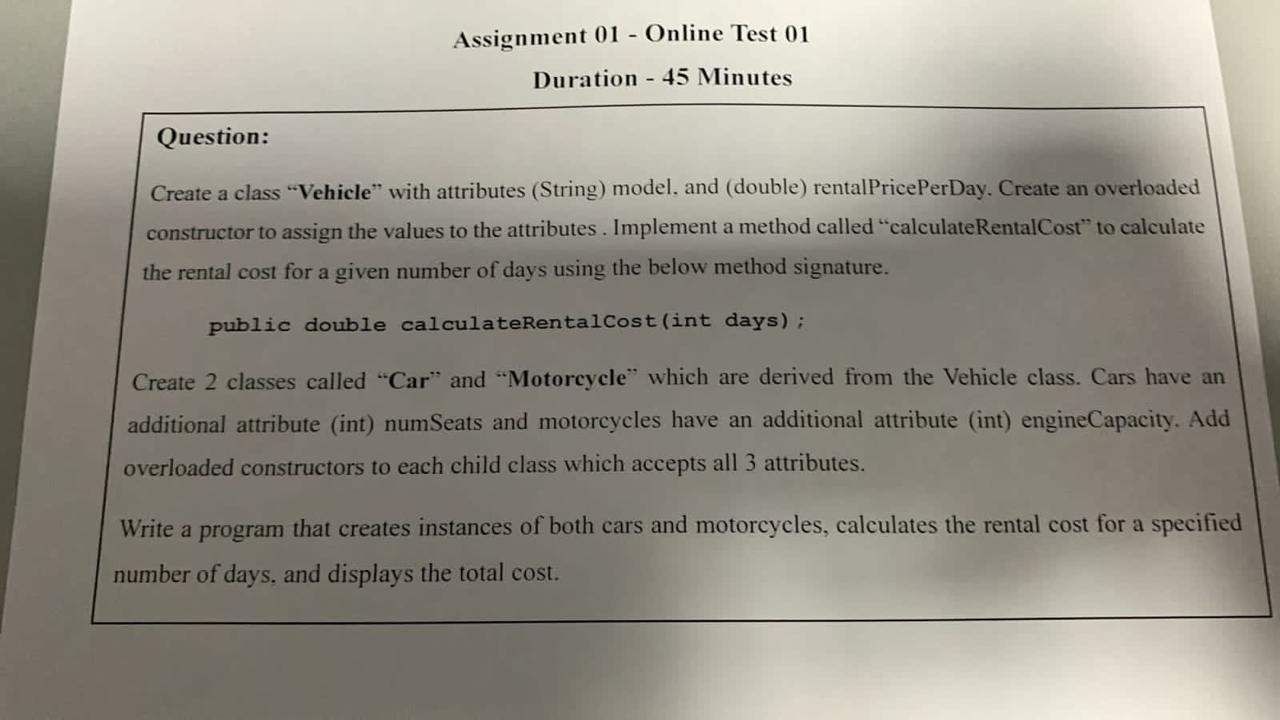 Assignment 01 - Online Test 01
Duration - 45 Minutes
Question:
Create a class “Vehicle” with attributes (String) model, and (double) rentalPricePerDay. Create an overloaded
constructor to assign the values to the attributes . Implement a method called “calculateRentalCost” to calculate
the rental cost for a given number of days using the below method signature.
public double calculateRentalCost(int days);
Create 2 classes called “Car” and “Motorcycle” which are derived from the Vehicle class. Cars have an
additional attribute (int) numSeats and motorcycles have an additional attribute (int) engineCapacity. Add
overloaded constructors to each child class which accepts all 3 attributes.
Write a program that creates instances of both cars and motorcycles, calculates the rental cost for a specified
number of days, and displays the total cost.